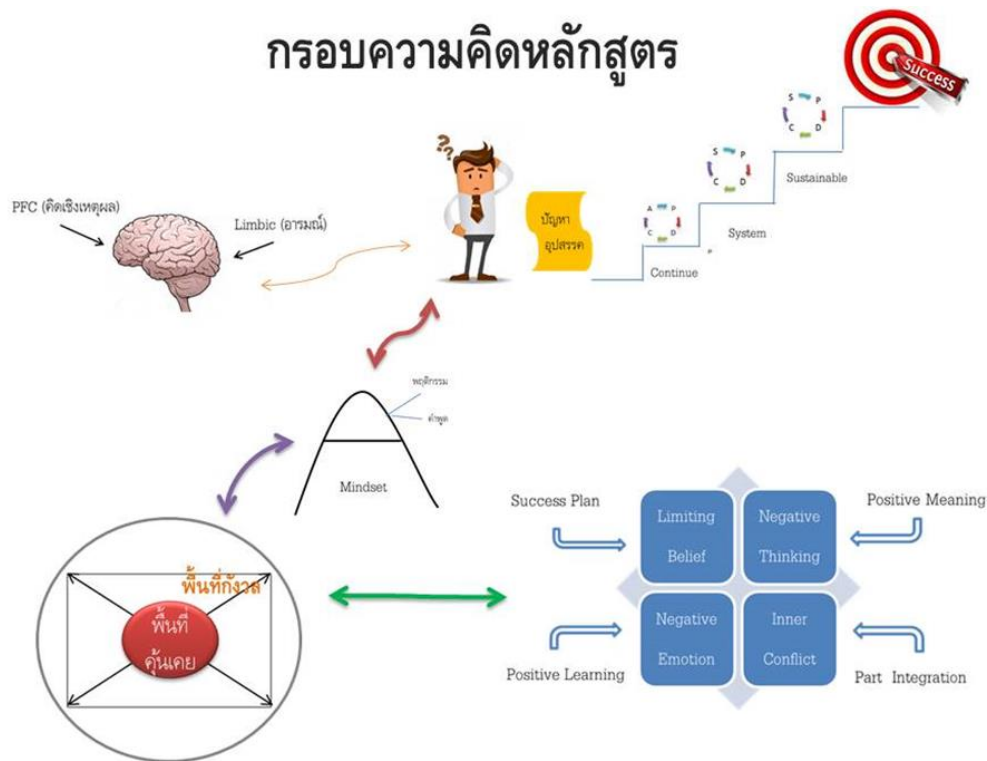 กรอบความคิดหลักสูตร
Success
S P
C D
Sustainable
S P
C D
System
A P
C D
Continue
P
??
ปัญหา
อุปสรรค
PFC (คิดเชิงเหตุผล)
Limbic (อารมณ์)
พฤติกรรม
คำพูด
Mindset
พื้นที่กังวล
พื้นที่
คุ้นเคย
Success Plan
Positive Meaning
Limiting
Belief
Negative
Thinking
Negative
Emotion
Inner
Conflict
Positive Learning
Part Integration